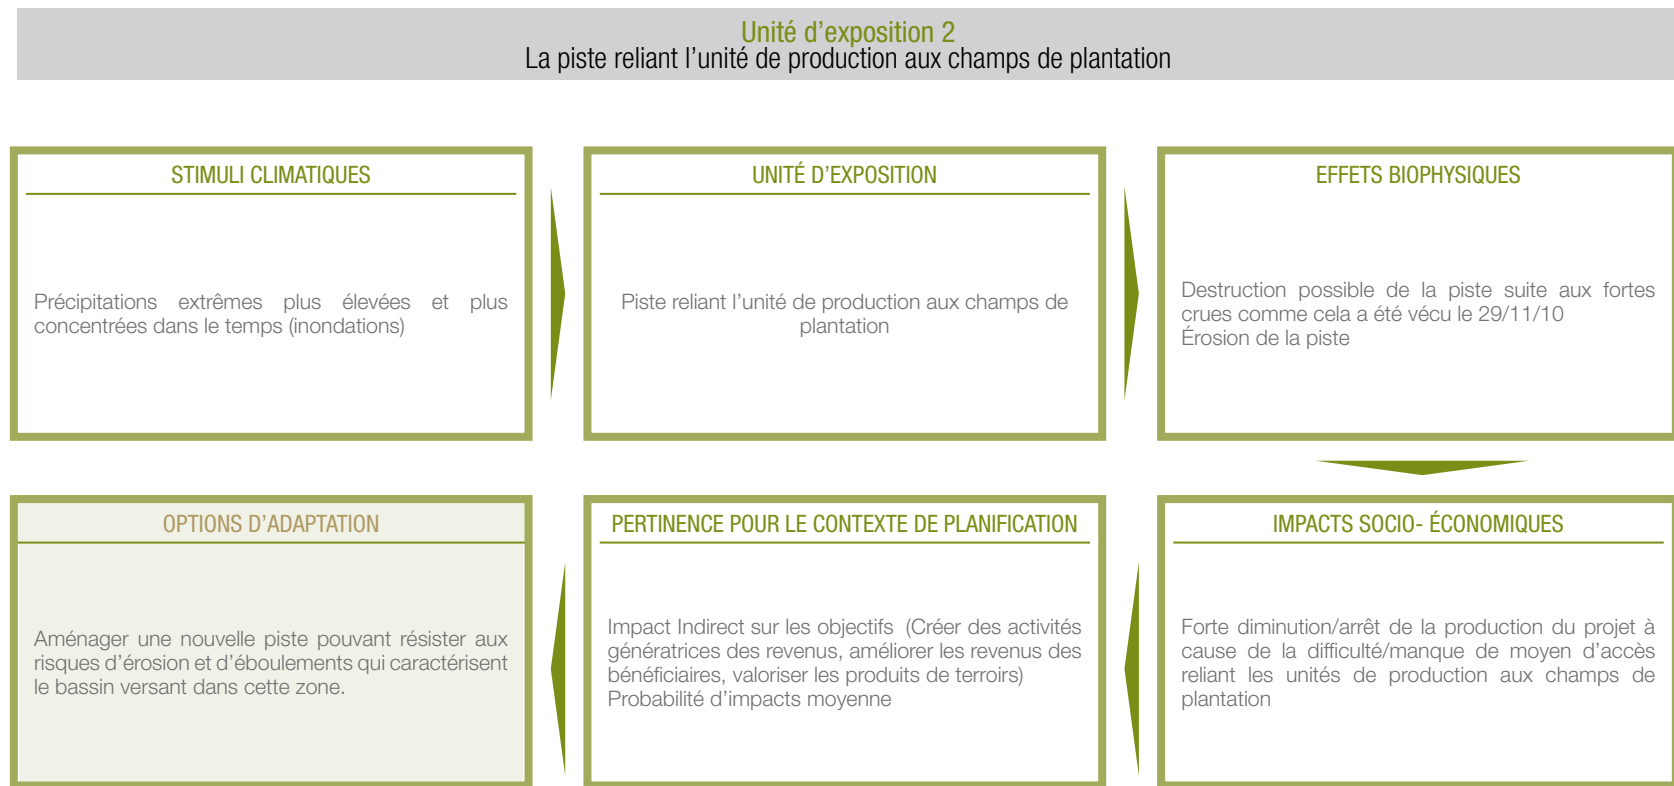 Unité d'exposition 2
La piste reliant l'unité de production aux champs de plantation
STIMULI CLIMATIQUES
Précipitations extrêmes plus élevées et plus
concentrées dans le temps (inondations)
UNITÉ D'EXPOSITION
Piste reliant l'unité de production aux champs de
plantation
EFFETS BIOPHYSIQUES
Destruction possible de la piste suite aux fortes
crues comme cela a été vécu le 29/11/10
Érosion de la piste
IMPACTS SOCIO- ÉCONOMIQUES
Forte diminution/arrêt de la production du projet à
cause de la difficulté/manque de moyen d'accès
reliant les unités de production aux champs de
plantation
PERTINENCE POUR LE CONTEXTE DE PLANIFICATION
Impact Indirect sur les objectifs (Créer des activités
génératrices des revenus, améliorer les revenus des
bénéficiaires, valoriser les produits de terroirs)
Probabilité d'impacts moyenne
OPTIONS D'ADAPTATION
Aménager une nouvelle piste pouvant résister aux
risques d'érosion et d'éboulements qui caractérisent
le bassin versant dans cette zone.